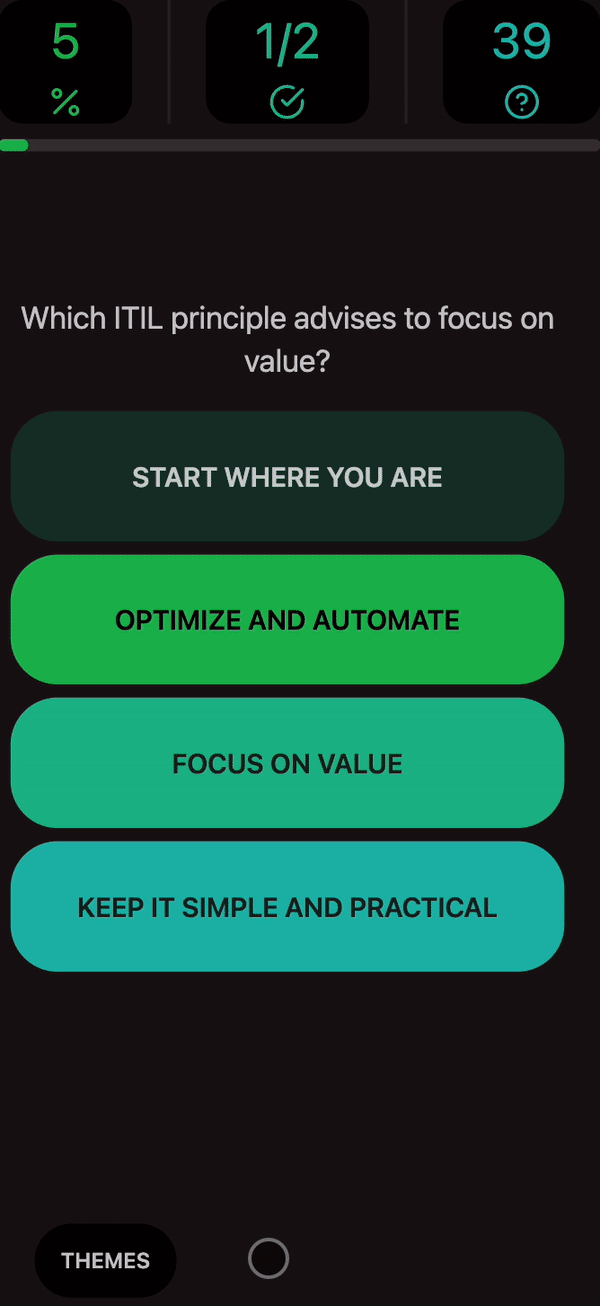 5
1/2
39
%
?
Which ITIL principle advises to focus on
value?
START WHERE YOU ARE
OPTIMIZE AND AUTOMATE
FOCUS ON VALUE
KEEP IT SIMPLE AND PRACTICAL
THEMES